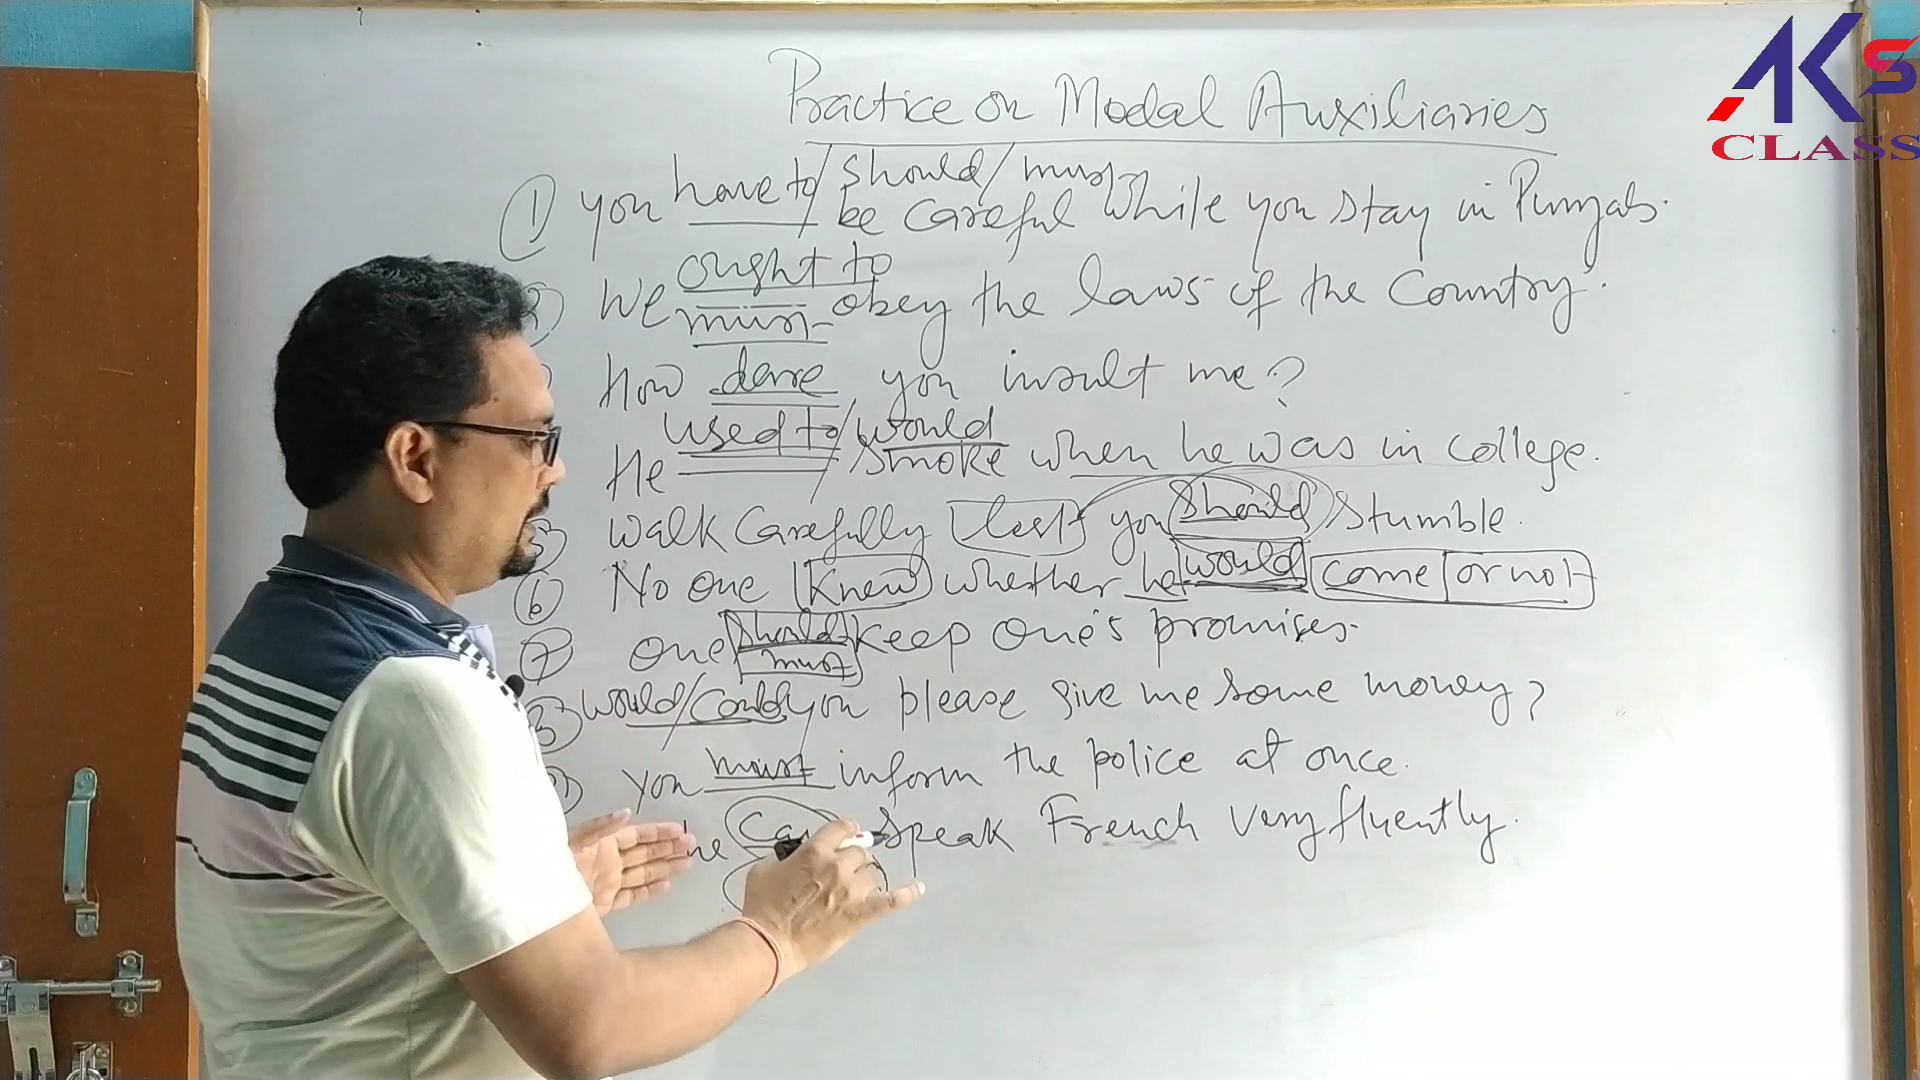 AKS
CLASS
Practice on Modal Auxiliaries
① you have to/should/must be careful while you stay in Punjab.
2) We ought to must obey the laws of the Country.
How dare you insult me?
He used to/would smoke when he was in college.
5) Walk Carefully lest you should stumble.
6) No one knew whether he would come or not
7) One should must keep one's promises.
8) Would/Could you please give me some money?
you must inform the police at once.
he can speak French very fluently.